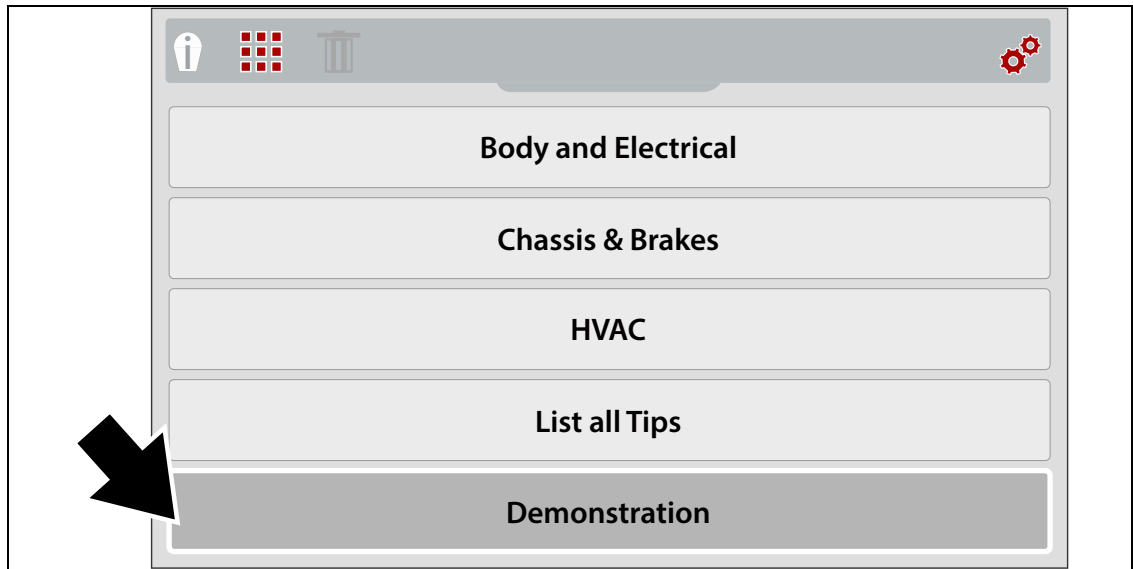 Body and Electrical
Chassis & Brakes
HVAC
List all Tips
Demonstration